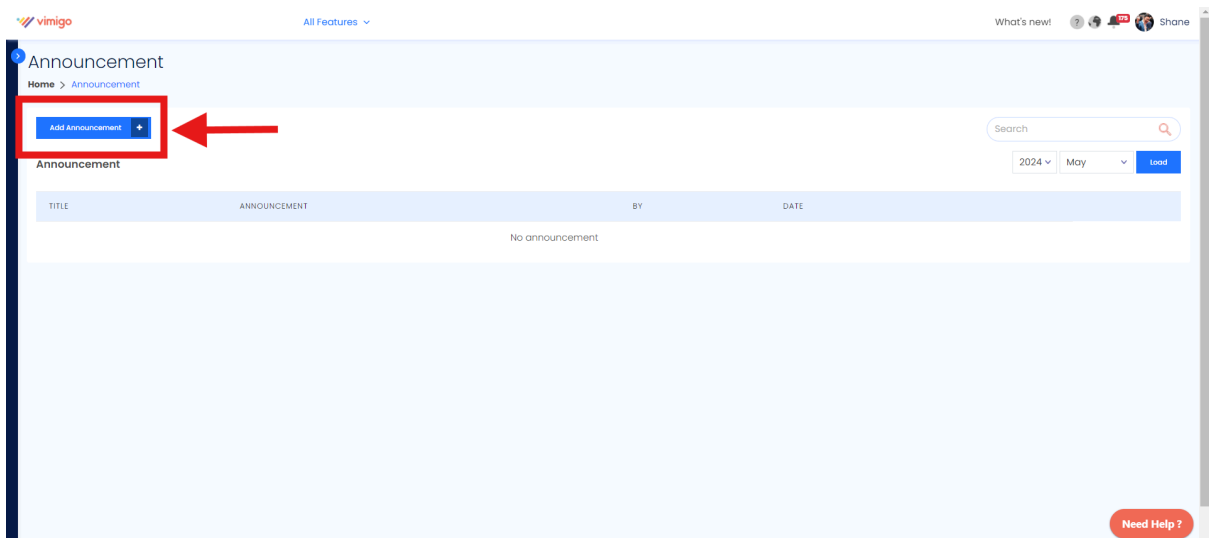 vimigo All Features What's new! ? 175 Shane
Announcement
Home > Announcement
Add Announcement +
Search
Announcement
2024 May Load
TITLE ANNOUNCEMENT BY DATE
No announcement
Need Help ?